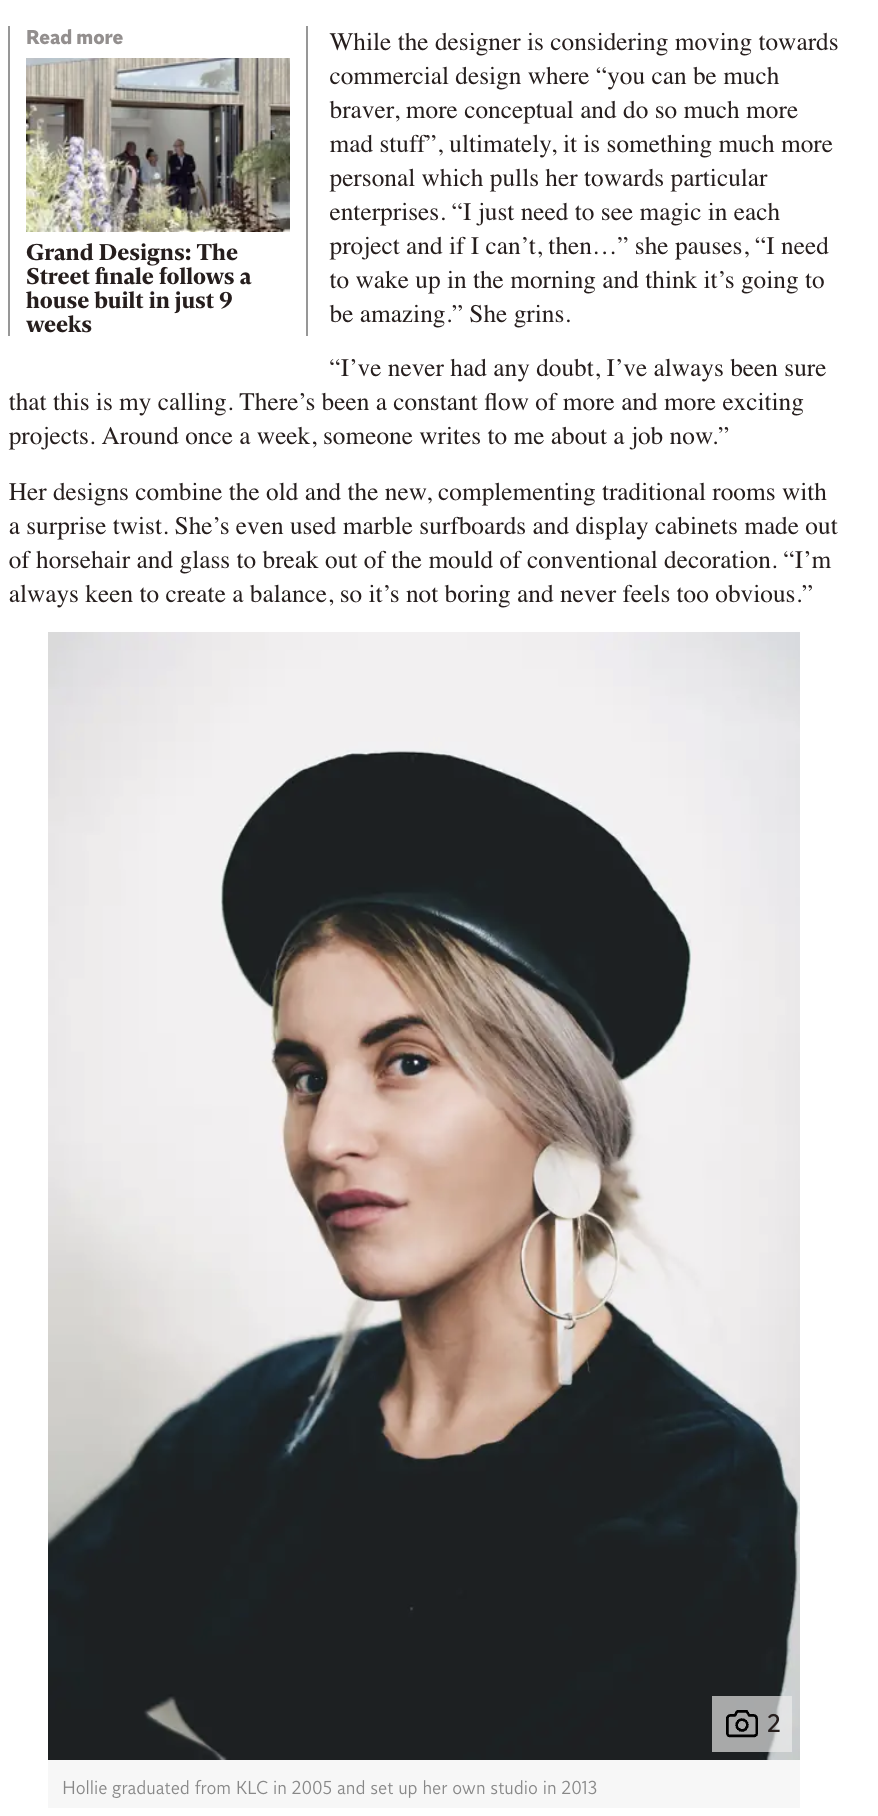 Read more
Grand Designs: The
Street finale follows a
house built in just 9
weeks
While the designer is considering moving towards
commercial design where “you can be much
braver, more conceptual and do so much more
mad stuff”, ultimately, it is something much more
personal which pulls her towards particular
enterprises. “I just need to see magic in each
project and if I can’t, then…” she pauses, “I need
to wake up in the morning and think it’s going to
be amazing.” She grins.
“I’ve never had any doubt, I’ve always been sure
that this is my calling. There’s been a constant flow of more and more exciting
projects. Around once a week, someone writes to me about a job now.”
Her designs combine the old and the new, complementing traditional rooms with
a surprise twist. She’s even used marble surfboards and display cabinets made out
of horsehair and glass to break out of the mould of conventional decoration. “I’m
always keen to create a balance, so it’s not boring and never feels too obvious.”
2
Hollie graduated from KLC in 2005 and set up her own studio in 2013